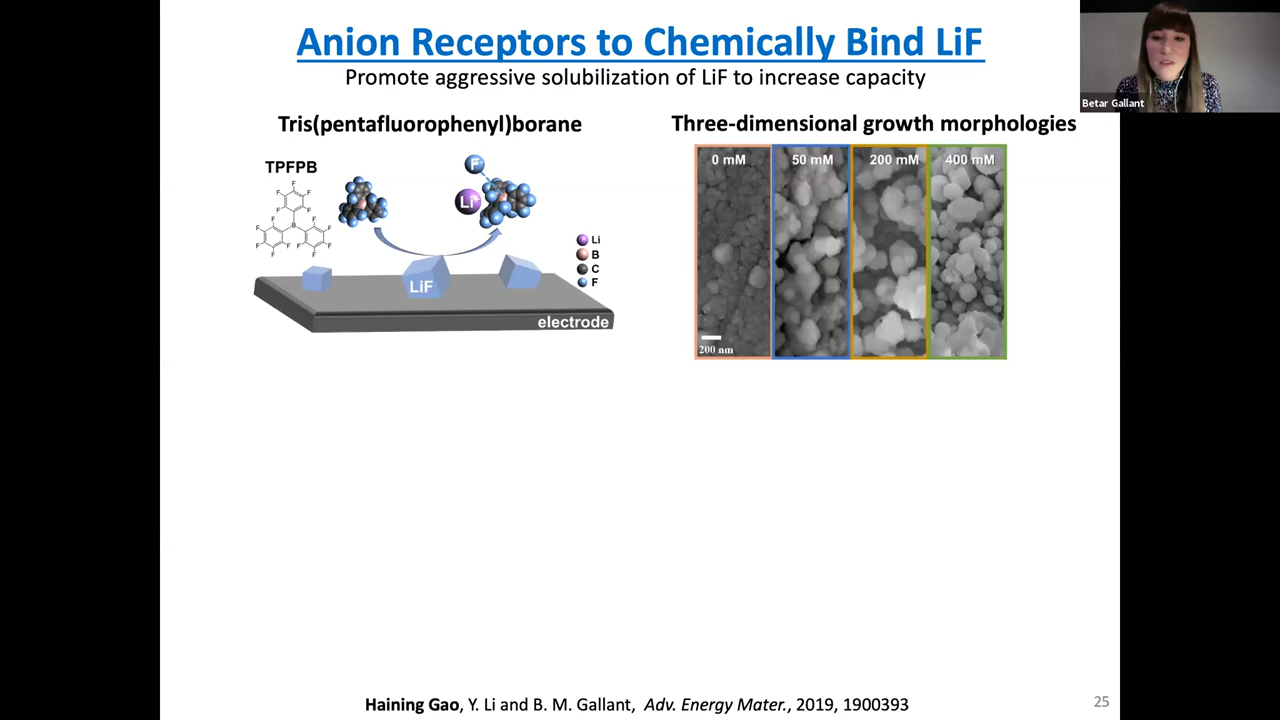 Anion Receptors to Chemically Bind LiF
Promote aggressive solubilization of LiF to increase capacity
Betar Gallant
Tris(pentafluorophenyl)borane
TPFPB
F
F
F
F
F
F
B
F
F
F
F
F
F
F
F
F
F-
Li+
Li
B
C
F
LiF
electrode
Three-dimensional growth morphologies
0 mM
50 mM
200 mM
400 mM
200 nm
Haining Gao, Y. Li and B. M. Gallant, Adv. Energy Mater., 2019, 1900393
25